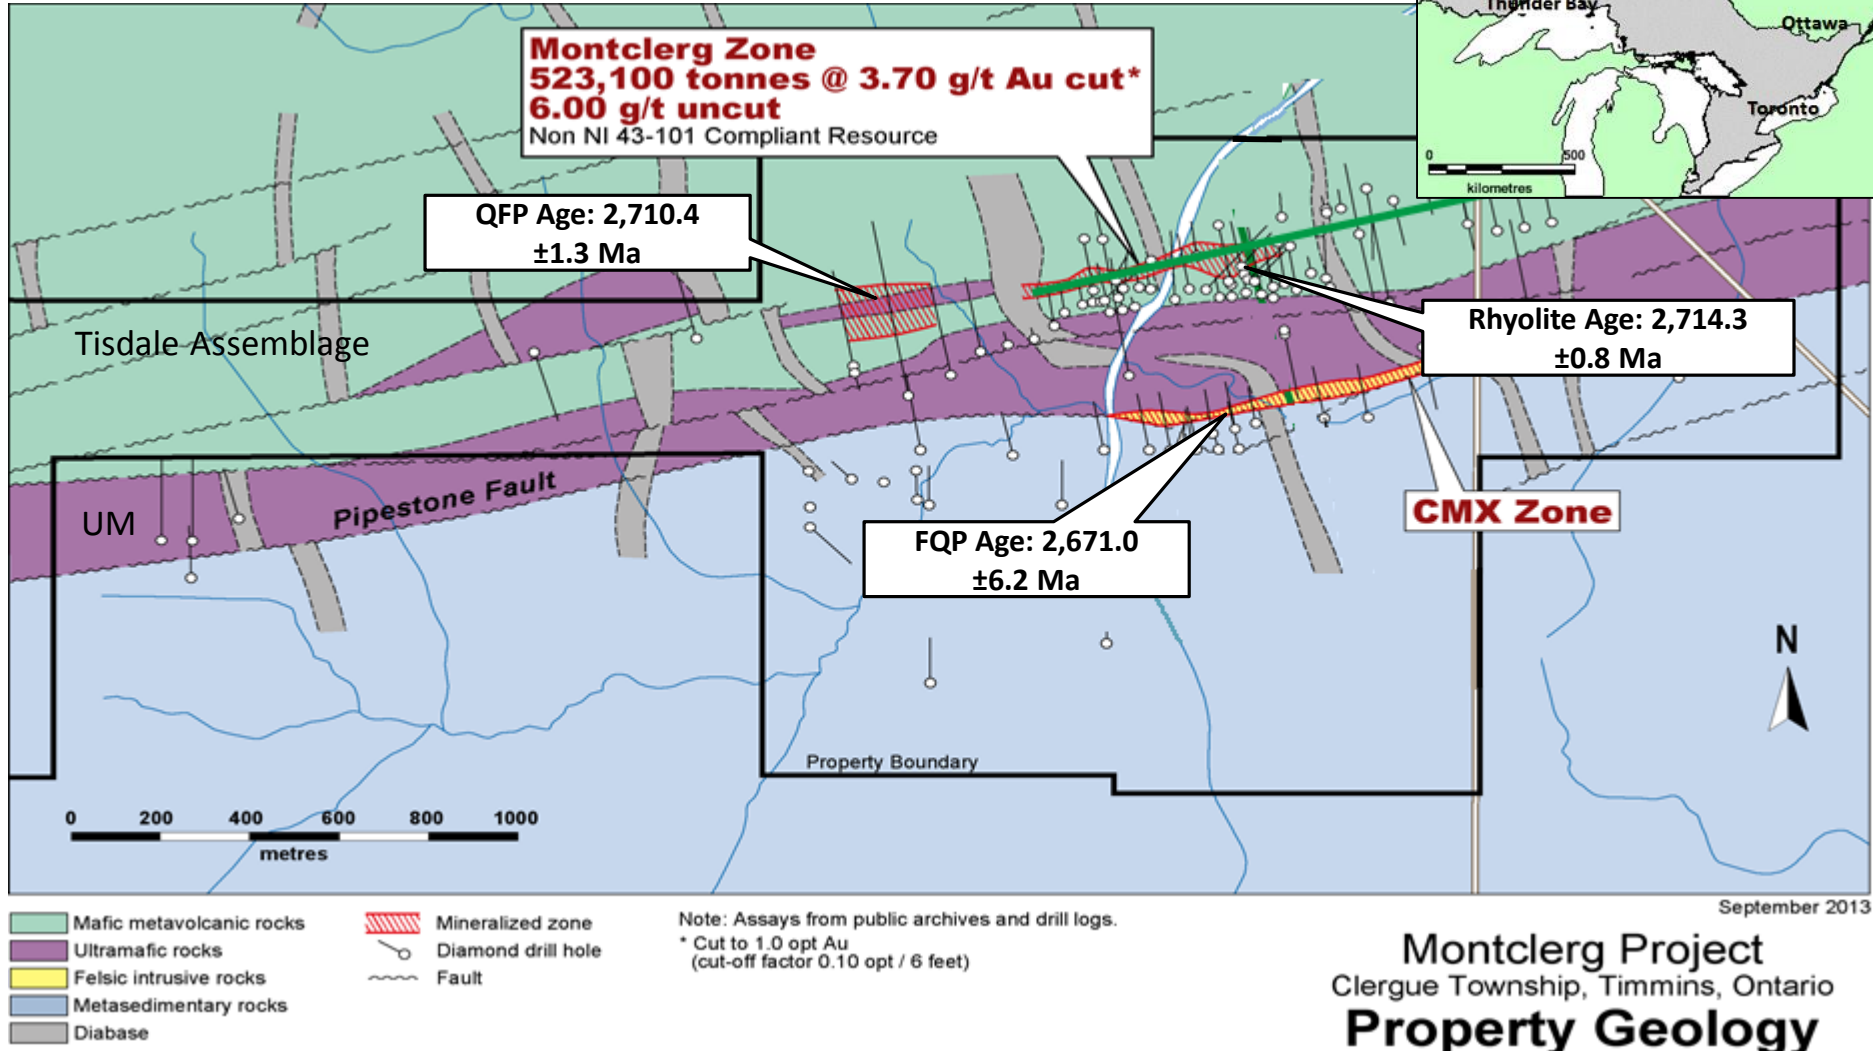 Thunder Bay
Ottawa
Toronto
0 500
kilometres
Montclerg Zone
523,100 tonnes @ 3.70 g/t Au cut*
6.00 g/t uncut
Non NI 43-101 Compliant Resource
QFP Age: 2,710.4
±1.3 Ma
Rhyolite Age: 2,714.3
±0.8 Ma
Tisdale Assemblage
UM
Pipestone Fault
CMX Zone
FQP Age: 2,671.0
±6.2 Ma
N
Property Boundary
0 200 400 600 800 1000
metres
September 2013
Mafic metavolcanic rocks
Ultramafic rocks
Felsic intrusive rocks
Metasedimentary rocks
Diabase
Mineralized zone
Diamond drill hole
Fault
Note: Assays from public archives and drill logs.
* Cut to 1.0 opt Au
(cut-off factor 0.10 opt / 6 feet)
Montclerg Project
Clergue Township, Timmins, Ontario
Property Geology